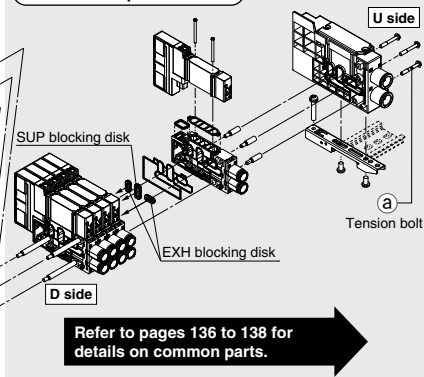 U side
SUP blocking disk
a
Tension bolt
EXH blocking disk
D side
Refer to pages 136 to 138 for
details on common parts.